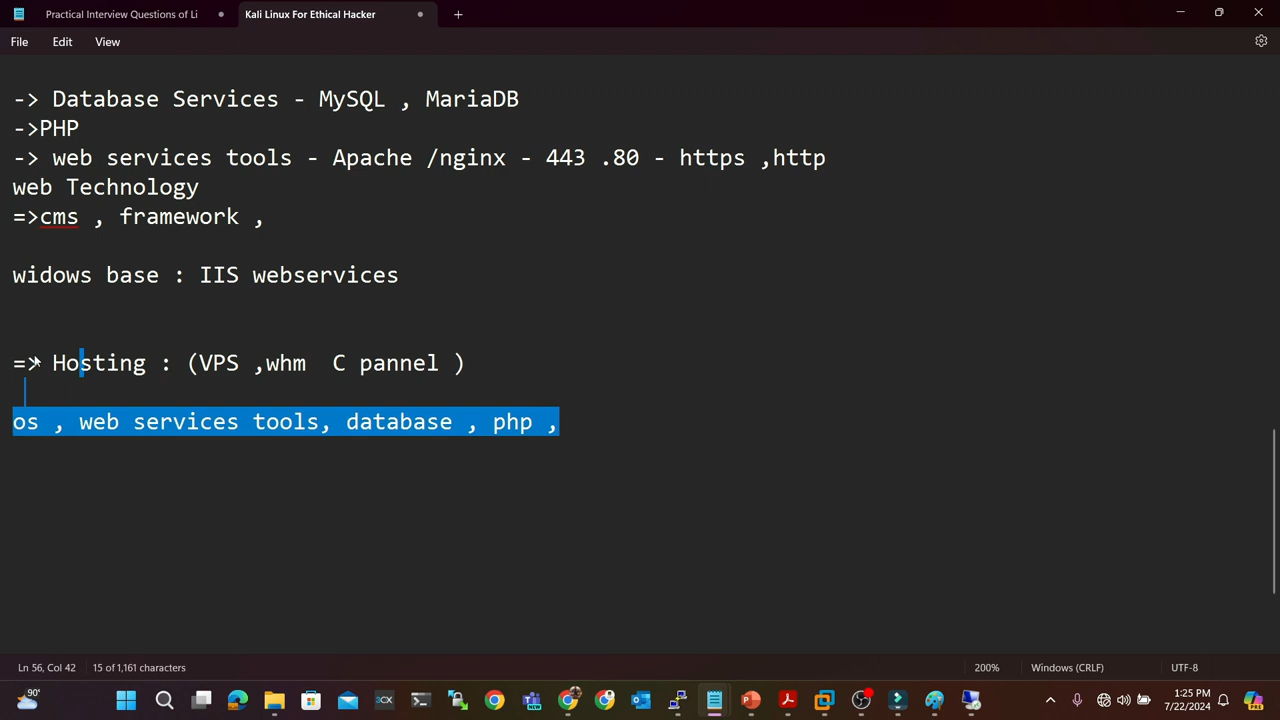 Practical Interview Questions of Li
Kali Linux For Ethical Hacker
File Edit View
-> Database Services - MySQL , MariaDB
->PHP
-> web services tools - Apache /nginx - 443 .80 - https ,http
web Technology
=>cms , framework ,
widows base : IIS webservices
=> Hosting : (VPS ,whm  C pannel )
os , web services tools, database , php ,
Ln 56, Col 42 15 of 1,161 characters 200% Windows (CRLF) UTF-8
90° 1:25 PM
7/22/2024